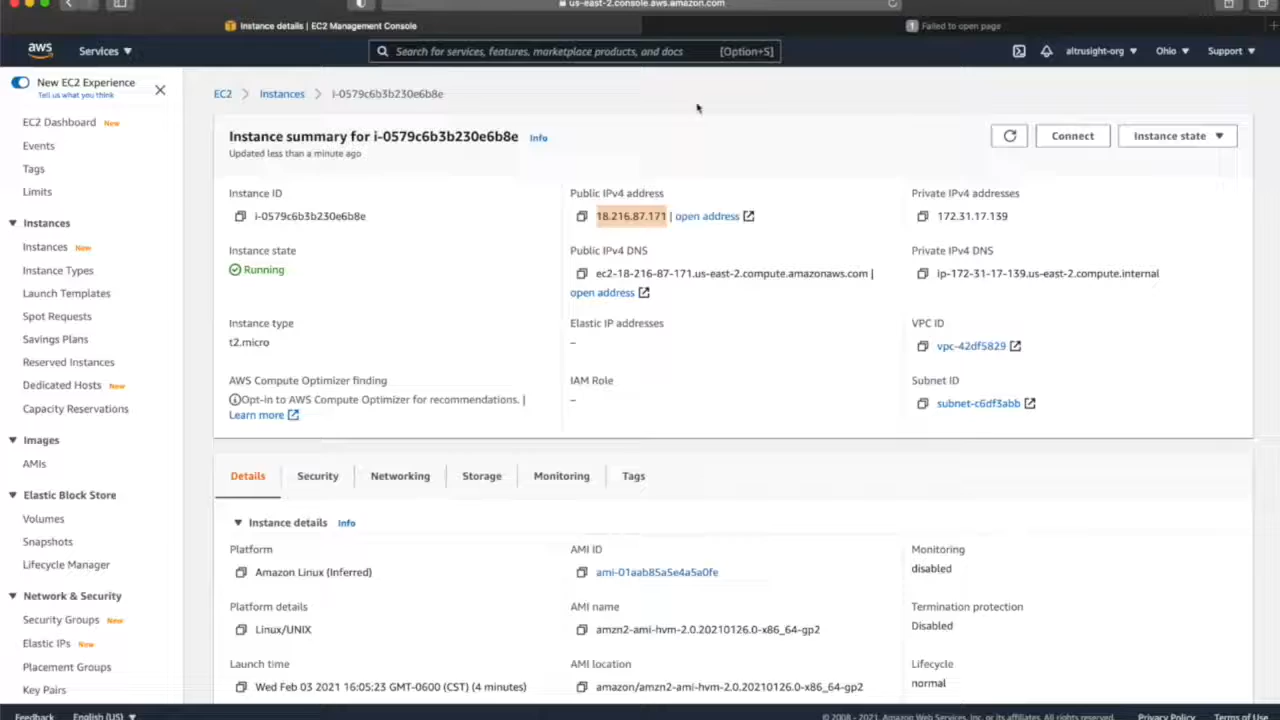 us-east-2.console.aws.amazon.com
Instance details | EC2 Management Console
1 Failed to open page
aws
Services ▼
Search for services, features, marketplace products, and docs [Option+S]
altrusight-org ▼
Ohio ▼
Support ▼
New EC2 Experience
Tell us what you think
EC2 Dashboard New
Events
Tags
Limits
Instances
Instances New
Instance Types
Launch Templates
Spot Requests
Savings Plans
Reserved Instances
Dedicated Hosts New
Capacity Reservations
Images
AMIs
Elastic Block Store
Volumes
Snapshots
Lifecycle Manager
Network & Security
Security Groups New
Elastic IPs New
Placement Groups
Key Pairs
EC2 > Instances > i-0579c6b3b230e6b8e
Instance summary for i-0579c6b3b230e6b8e Info
Updated less than a minute ago
Connect
Instance state ▼
Instance ID
i-0579c6b3b230e6b8e
Public IPv4 address
18.216.87.171 | open address
Private IPv4 addresses
172.31.17.139
Instance state
Running
Public IPv4 DNS
ec2-18-216-87-171.us-east-2.compute.amazonaws.com |
open address
Private IPv4 DNS
ip-172-31-17-139.us-east-2.compute.internal
Instance type
t2.micro
Elastic IP addresses
–
VPC ID
vpc-42df5829
AWS Compute Optimizer finding
Opt-in to AWS Compute Optimizer for recommendations. |
Learn more
IAM Role
–
Subnet ID
subnet-c6df3abb
Details
Security
Networking
Storage
Monitoring
Tags
Instance details Info
Platform
Amazon Linux (Inferred)
AMI ID
ami-01aab85a5e4a5a0fe
Monitoring
disabled
Platform details
Linux/UNIX
AMI name
amzn2-ami-hvm-2.0.20210126.0-x86_64-gp2
Termination protection
Disabled
Launch time
Wed Feb 03 2021 16:05:23 GMT-0600 (CST) (4 minutes)
AMI location
amazon/amzn2-ami-hvm-2.0.20210126.0-x86_64-gp2
Lifecycle
normal
Feedback
English (US) ▼
© 2008 - 2021, Amazon Web Services, Inc. or its affiliates. All rights reserved.
Privacy Policy
Terms of Use